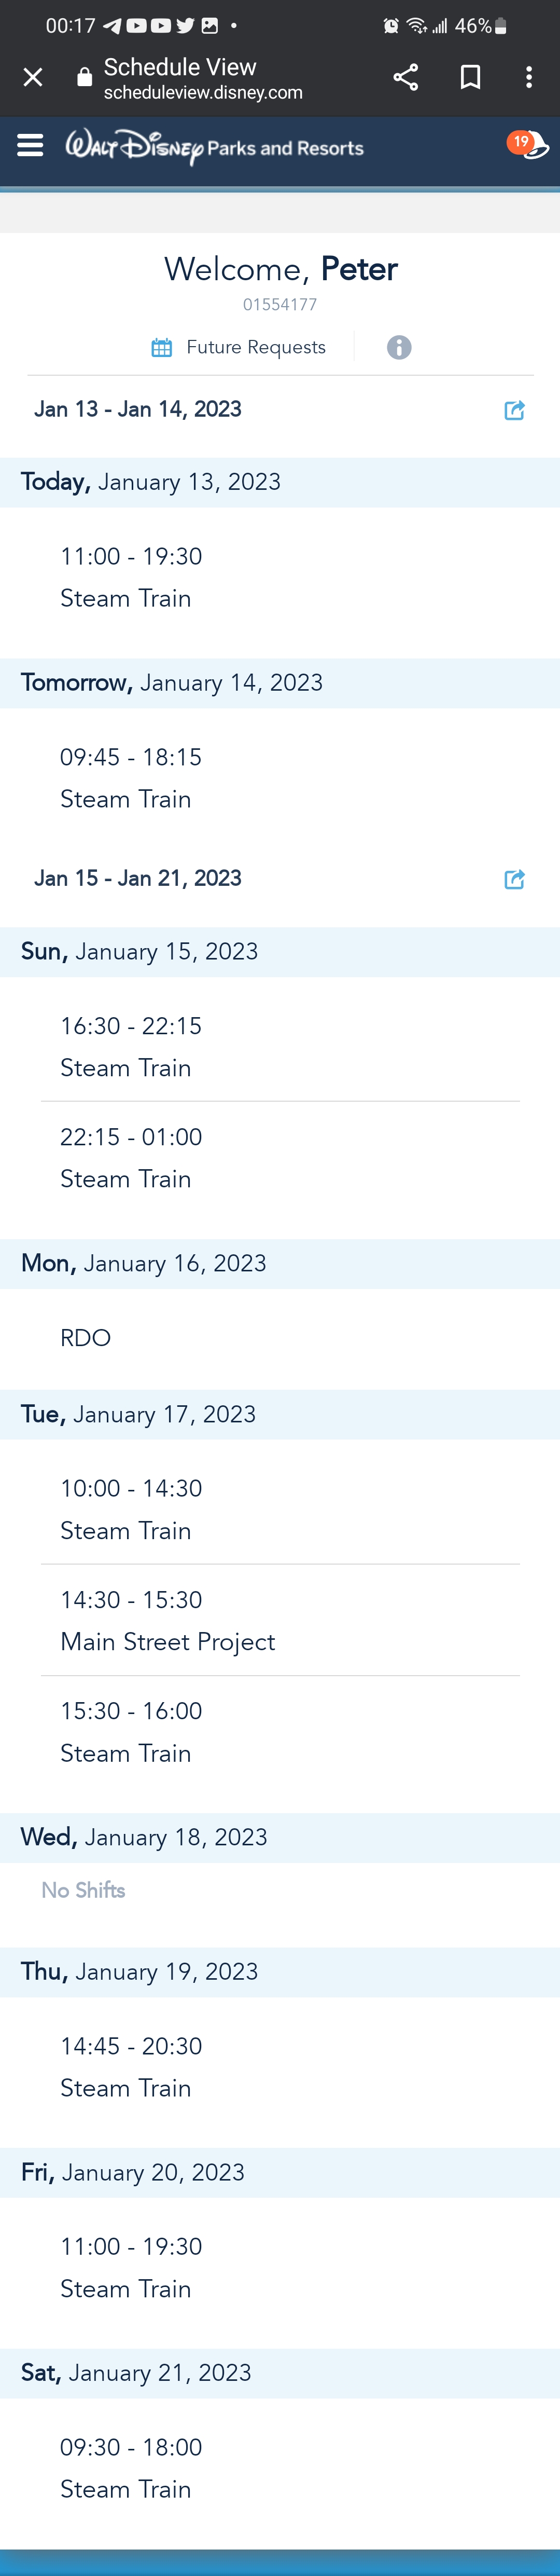 00:17
46%
Schedule View
scheduleview.disney.com
Walt Disney Parks and Resorts
19
Welcome, Peter
01554177
Future Requests
Jan 13 - Jan 14, 2023
Today, January 13, 2023
11:00 - 19:30
Steam Train
Tomorrow, January 14, 2023
09:45 - 18:15
Steam Train
Jan 15 - Jan 21, 2023
Sun, January 15, 2023
16:30 - 22:15
Steam Train
22:15 - 01:00
Steam Train
Mon, January 16, 2023
RDO
Tue, January 17, 2023
10:00 - 14:30
Steam Train
14:30 - 15:30
Main Street Project
15:30 - 16:00
Steam Train
Wed, January 18, 2023
No Shifts
Thu, January 19, 2023
14:45 - 20:30
Steam Train
Fri, January 20, 2023
11:00 - 19:30
Steam Train
Sat, January 21, 2023
09:30 - 18:00
Steam Train